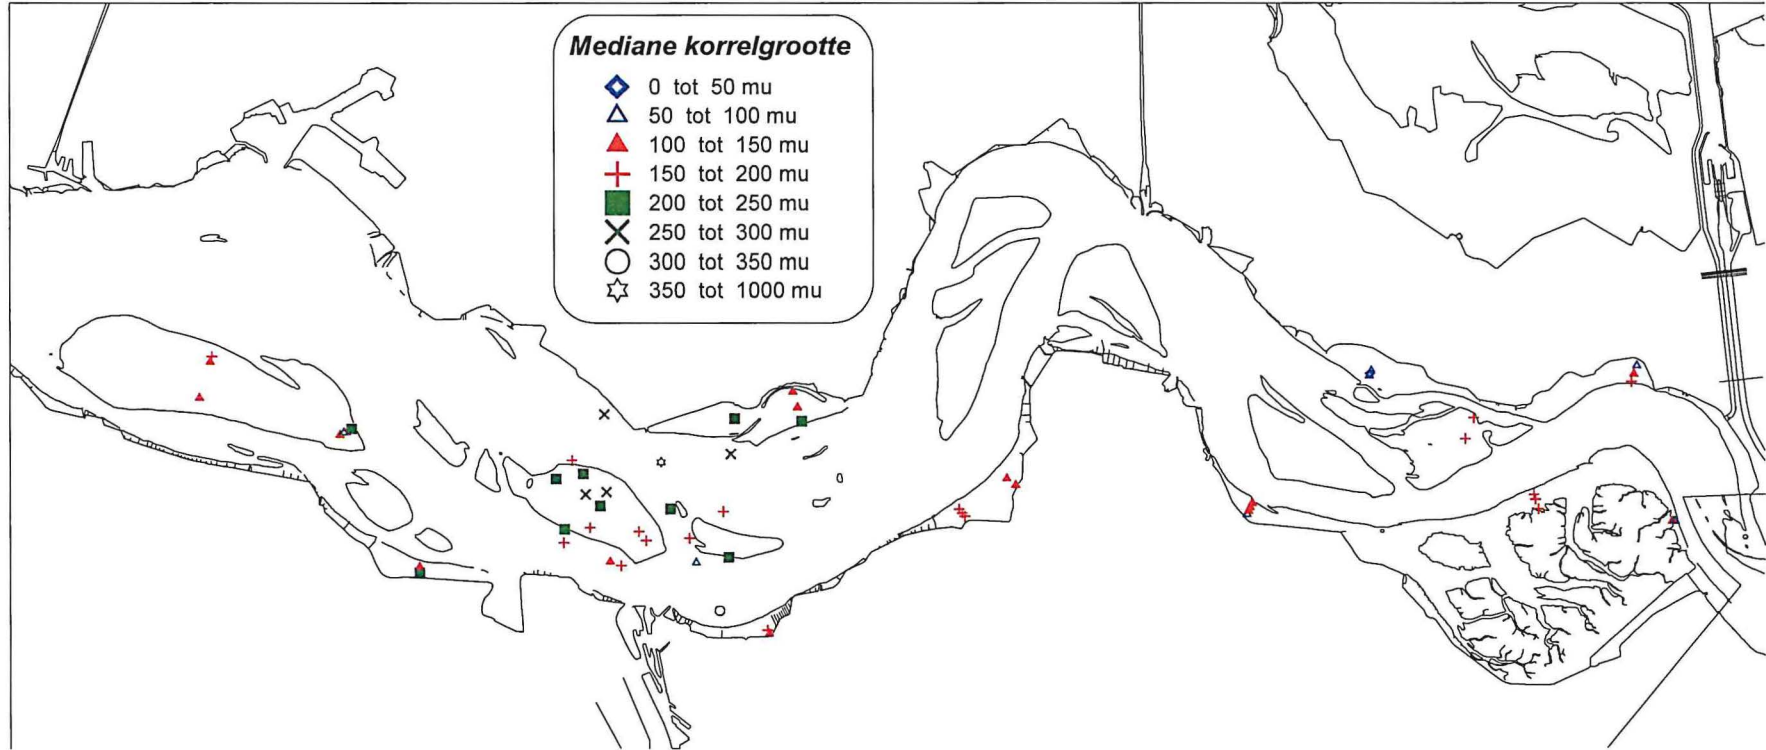 Mediane korrelgrootte
0 tot 50 mu
50 tot 100 mu
100 tot 150 mu
150 tot 200 mu
200 tot 250 mu
250 tot 300 mu
300 tot 350 mu
350 tot 1000 mu